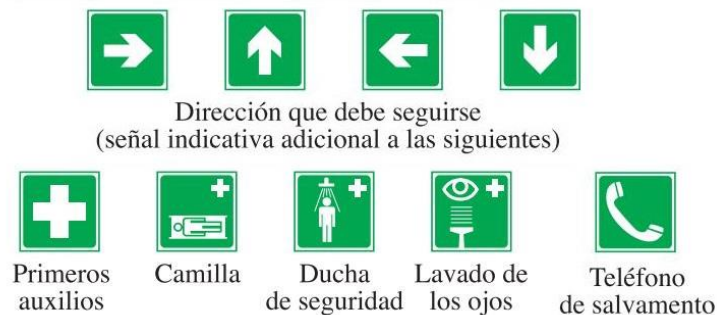 Dirección que debe seguirse
(señal indicativa adicional a las siguientes)
Primeros
auxilios
Camilla
Ducha
de seguridad
Lavado de
los ojos
Teléfono
de salvamento